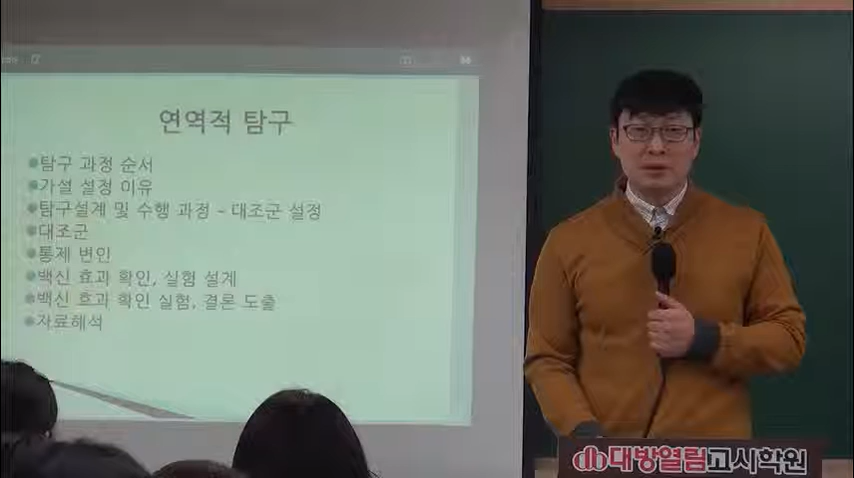 연역적 탐구
탐구 과정 순서
가설 설정 이유
탐구설계 및 수행 과정 - 대조군 설정
대조군
통제 변인
백신 효과 확인, 실험 설계
백신 효과 확인 실험, 결론 도출
자료해석
대방열림고시학원